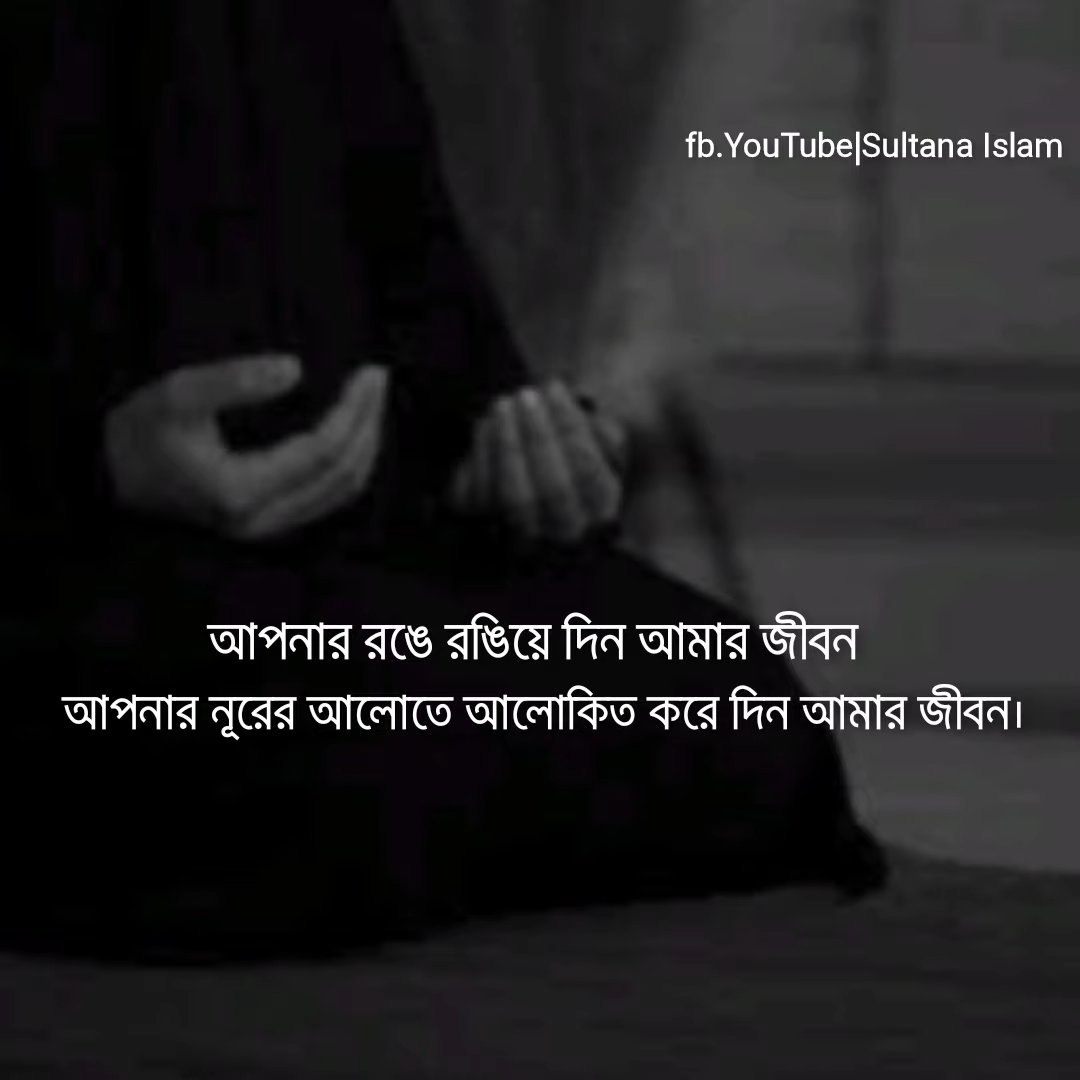 fb.YouTube|Sultana Islam
আপনার রঙে রঙিয়ে দিন আমার জীবন
আপনার নূরের আলোতে আলোকিত করে দিন আমার জীবন।